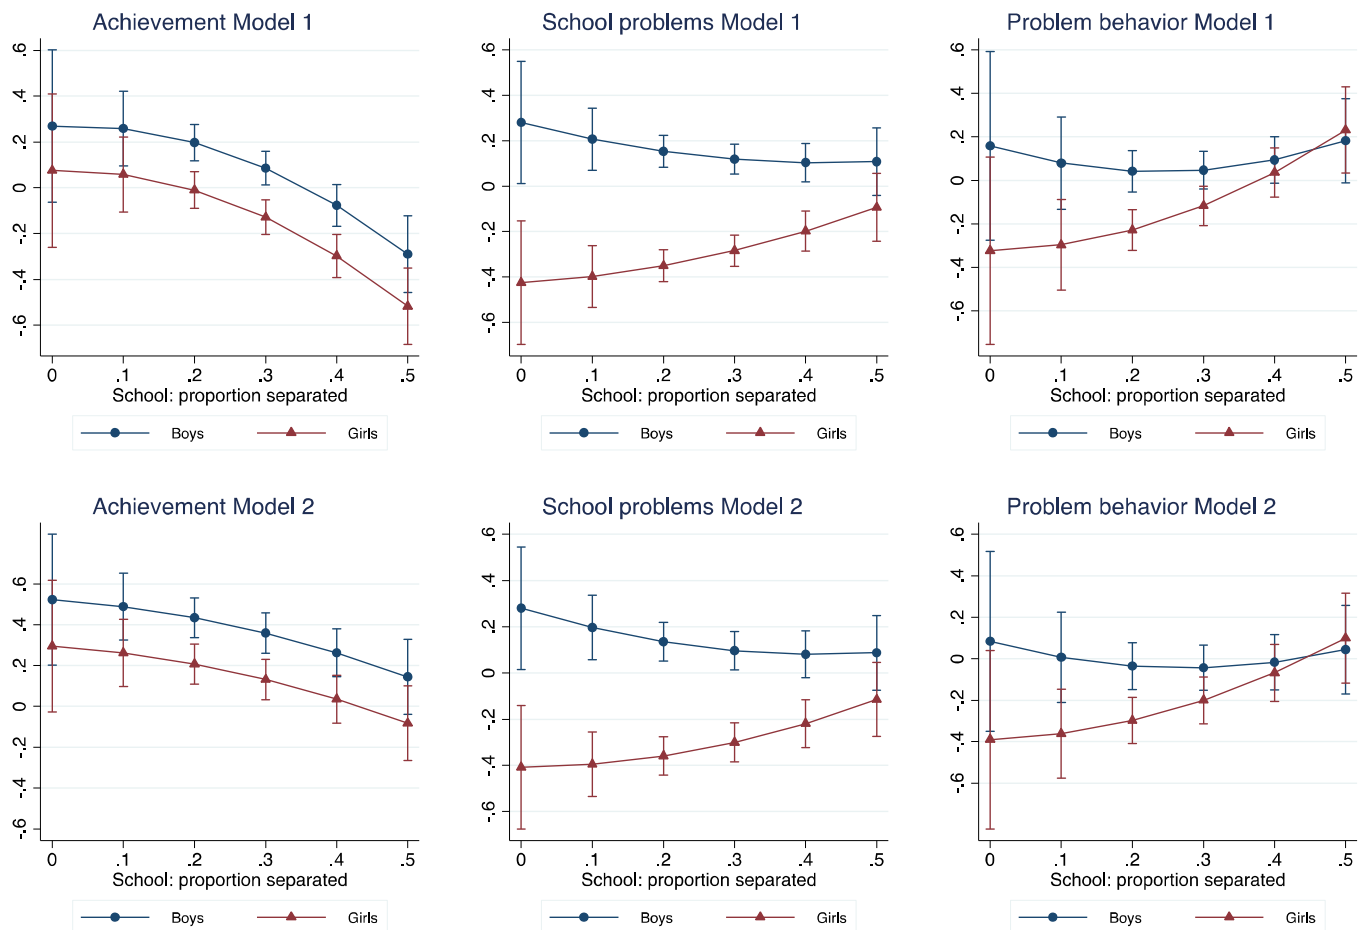 Achievement Model 1
.6
.4
.2
0
-.2
-.4
-.6
0 .1 .2 .3 .4 .5
School: proportion separated
Boys Girls
School problems Model 1
.6
.4
.2
0
-.2
-.4
-.6
0 .1 .2 .3 .4 .5
School: proportion separated
Boys Girls
Problem behavior Model 1
.6
.4
.2
0
-.2
-.4
-.6
0 .1 .2 .3 .4 .5
School: proportion separated
Boys Girls
Achievement Model 2
.6
.4
.2
0
-.2
-.4
-.6
0 .1 .2 .3 .4 .5
School: proportion separated
Boys Girls
School problems Model 2
.6
.4
.2
0
-.2
-.4
-.6
0 .1 .2 .3 .4 .5
School: proportion separated
Boys Girls
Problem behavior Model 2
.6
.4
.2
0
-.2
-.4
-.6
0 .1 .2 .3 .4 .5
School: proportion separated
Boys Girls